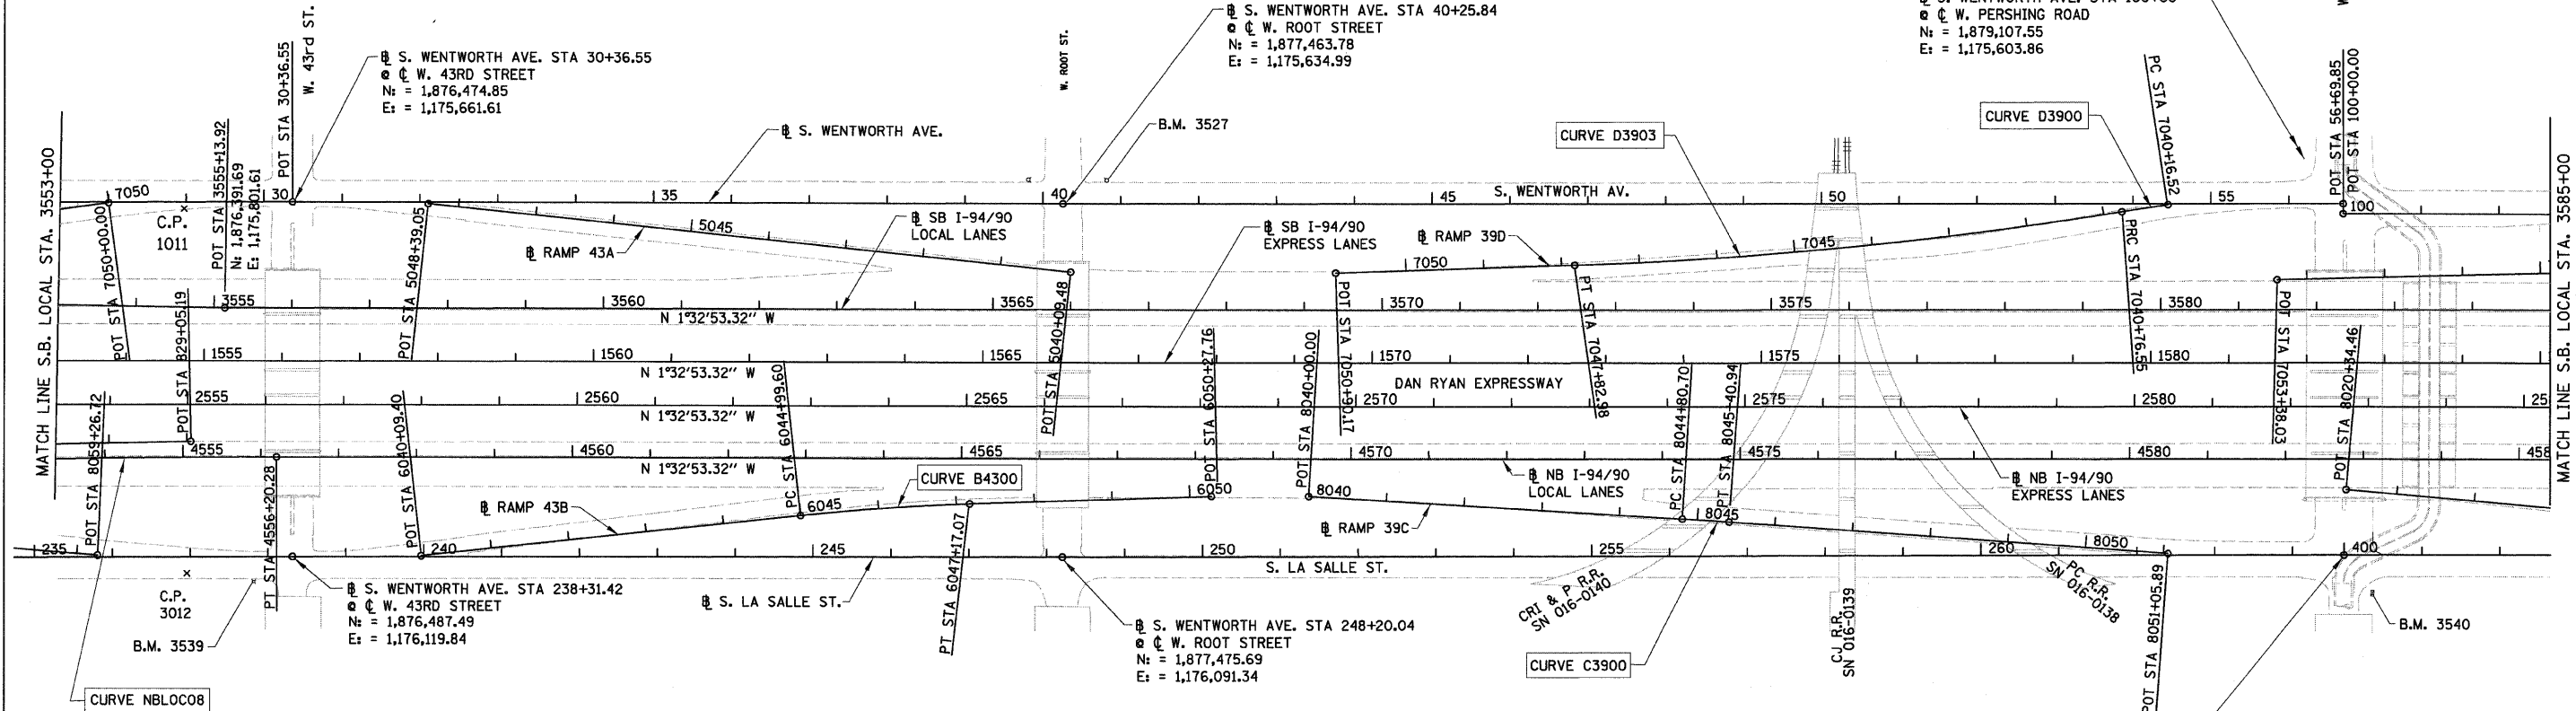 ℄ S. WENTWORTH AVE. STA 40+25.84
@ ℄ W. ROOT STREET
N: = 1,877,463.78
E: = 1,175,634.99
@ ℄ W. PERSHING ROAD
N: = 1,879,107.55
E: = 1,175,603.86
W. 43rd ST.
POT STA 30+36.55
℄ S. WENTWORTH AVE. STA 30+36.55
@ ℄ W. 43RD STREET
N: = 1,876,474.85
E: = 1,175,661.61
W. ROOT ST.
PC STA 7040+16.52
POT STA 56+69.85
POT STA 100+00.00
CURVE D3900
CURVE D3903
B.M. 3527
℄ S. WENTWORTH AVE.
MATCH LINE S.B. LOCAL STA. 3553+00
MATCH LINE S.B. LOCAL STA. 3585+00
7050
30
35
40
45
S. WENTWORTH AV.
50
55
100
C.P.
1011
POT STA 3555+13.92
N: 1,876,391.69
E: 1,175,801.61
POT STA 7050+00.00
POT STA 5048+39.05
5045
℄ RAMP 43A
℄ SB I-94/90
LOCAL LANES
℄ SB I-94/90
EXPRESS LANES
℄ RAMP 39D
7050
7045
PRC STA 7040+76.55
3555
3560
3565
3570
3575
3580
N 1°32'53.32" W
POT STA 829+05.19
POT STA 5040+09.48
POT STA 7050+90.17
PT STA 7047+82.98
POT STA 7053+38.03
1555
1560
1565
1570
1575
1580
N 1°32'53.32" W
DAN RYAN EXPRESSWAY
2555
2560
2565
2570
2575
2580
25
N 1°32'53.32" W
POT STA 8059+26.72
POT STA 6040+09.40
PC STA 6044+99.60
POT STA 6050+27.76
POT STA 8040+00.00
PC STA 8044+80.70
PT STA 8045+40.94
POT STA 8020+34.46
4555
4560
4565
4570
4575
4580
458
N 1°32'53.32" W
CURVE B4300
℄ RAMP 43B
6045
6050
8040
℄ NB I-94/90
LOCAL LANES
℄ NB I-94/90
EXPRESS LANES
℄ RAMP 39C
8045
8050
235
240
245
250
255
260
400
S. LA SALLE ST.
PT STA 4556+20.28
C.P.
3012
B.M. 3539
℄ S. WENTWORTH AVE. STA 238+31.42
@ ℄ W. 43RD STREET
N: = 1,876,487.49
E: = 1,176,119.84
℄ S. LA SALLE ST.
PT STA 6047+17.07
℄ S. WENTWORTH AVE. STA 248+20.04
@ ℄ W. ROOT STREET
N: = 1,877,475.69
E: = 1,176,091.34
CRI & P R.R.
SN 016-0140
CJ R.R.
SN 016-0139
PC R.R.
SN 016-0138
CURVE C3900
POT STA 8051+05.89
B.M. 3540
CURVE NBLOC08